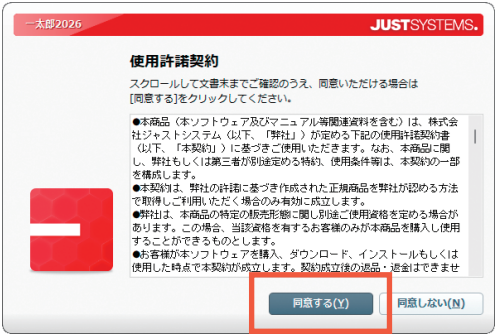 一太郎2026
JUSTSYSTEMS.
使用許諾契約
スクロールして文書末までご確認のうえ、同意いただける場合は
[同意する]をクリックしてください。
●本商品（本ソフトウェア及びマニュアル等関連資料を含む）は、株式会
社ジャストシステム（以下、「弊社」）が定める下記の使用許諾契約書
（以下、「本契約」）に基づきご使用いただきます。なお、本商品に関
し、弊社もしくは第三者が別途定める特約、使用条件等は、本契約の一部
を構成します。
●本契約は、弊社の許諾に基づき作成された正規商品を弊社が認める方法
で取得しご利用いただく場合のみ有効に成立します。
●弊社は、本商品の特定の販売形態に関し別途ご使用資格を定める場合が
あります。この場合、当該資格を有するお客様のみが本商品を購入し使用
することができるものとします。
●お客様が本ソフトウェアを購入、ダウンロード、インストールもしくは
使用した時点で本契約が成立します。契約成立後の返品・返金はできませ
同意する(Y)
同意しない(N)